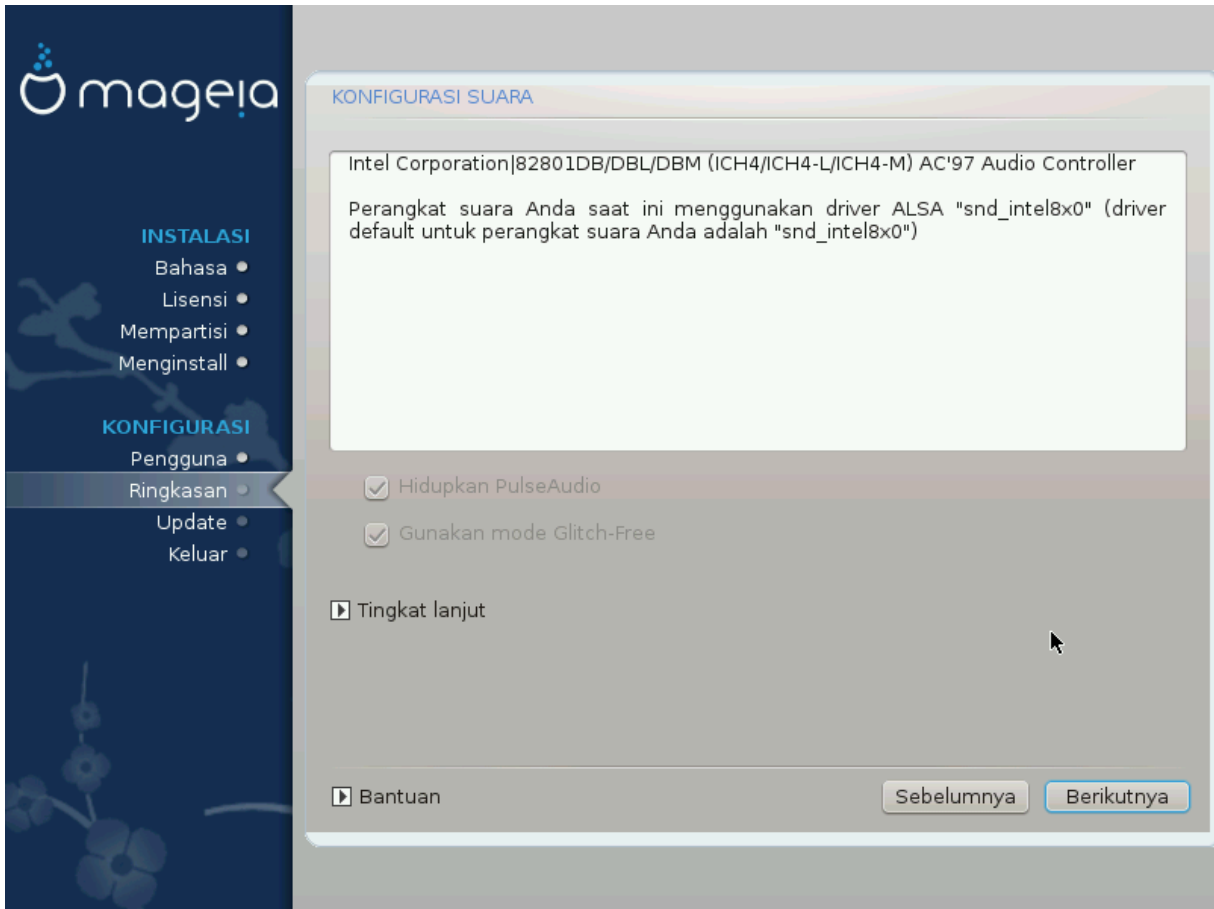 mageia
INSTALASI
Bahasa
Lisensi
Mempartisi
Menginstall
KONFIGURASI
Pengguna
Ringkasan
Update
Keluar
KONFIGURASI SUARA
Intel Corporation|82801DB/DBL/DBM (ICH4/ICH4-L/ICH4-M) AC'97 Audio Controller
Perangkat suara Anda saat ini menggunakan driver ALSA "snd_intel8x0" (driver
default untuk perangkat suara Anda adalah "snd_intel8x0")
Hidupkan PulseAudio
Gunakan mode Glitch-Free
Tingkat lanjut
Bantuan
Sebelumnya
Berikutnya